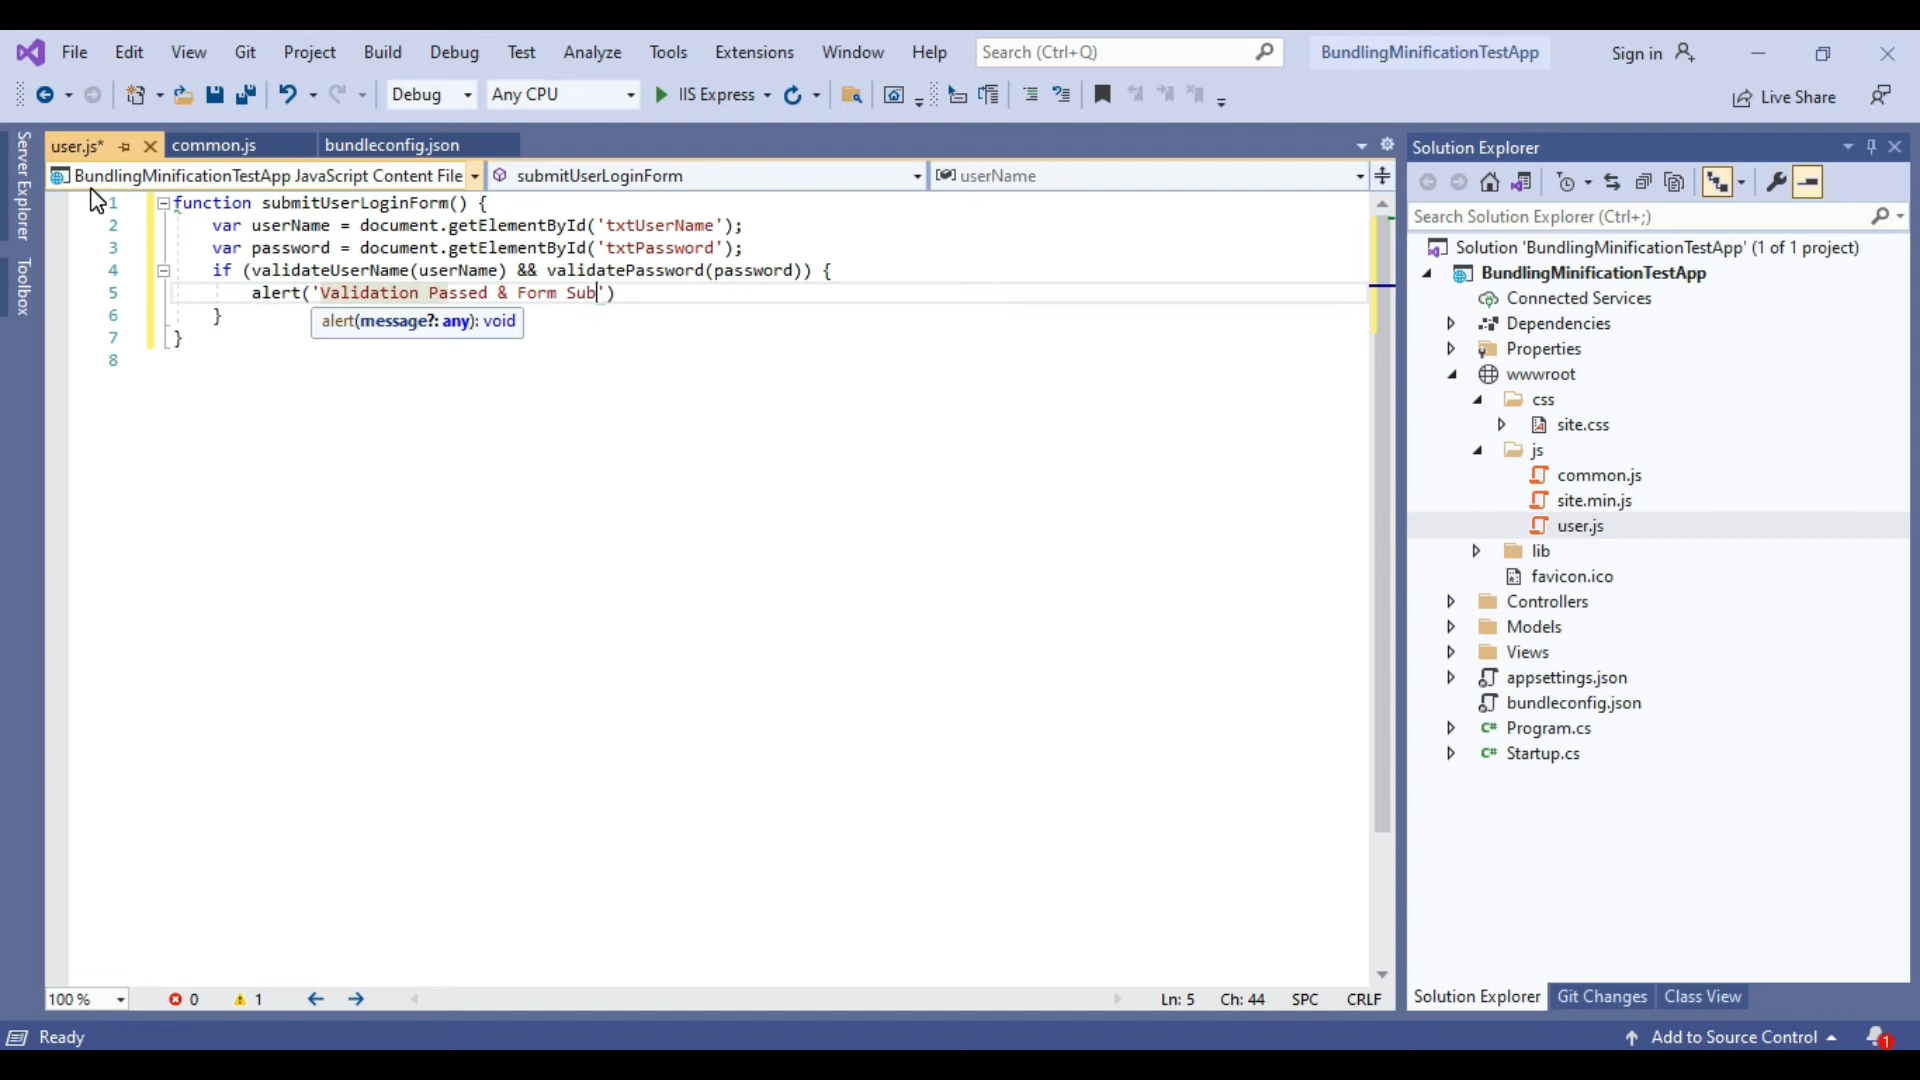 File Edit View Git Project Build Debug Test Analyze Tools Extensions Window Help Search (Ctrl+Q) BundlingMinificationTestApp Sign in
Debug Any CPU IIS Express Live Share
Server Explorer
Toolbox
user.js* common.js bundleconfig.json
BundlingMinificationTestApp JavaScript Content File submitUserLoginForm userName
1 function submitUserLoginForm() {
2 var userName = document.getElementById('txtUserName');
3 var password = document.getElementById('txtPassword');
4 if (validateUserName(userName) && validatePassword(password)) {
5 alert('Validation Passed & Form Sub')
6 }
alert(message?: any): void
7 }
8
100 % 0 1 Ln: 5 Ch: 44 SPC CRLF
Solution Explorer
Search Solution Explorer (Ctrl+;)
Solution 'BundlingMinificationTestApp' (1 of 1 project)
BundlingMinificationTestApp
Connected Services
Dependencies
Properties
wwwroot
css
site.css
js
common.js
site.min.js
user.js
lib
favicon.ico
Controllers
Models
Views
appsettings.json
bundleconfig.json
C# Program.cs
C# Startup.cs
Solution Explorer Git Changes Class View
Ready Add to Source Control 1